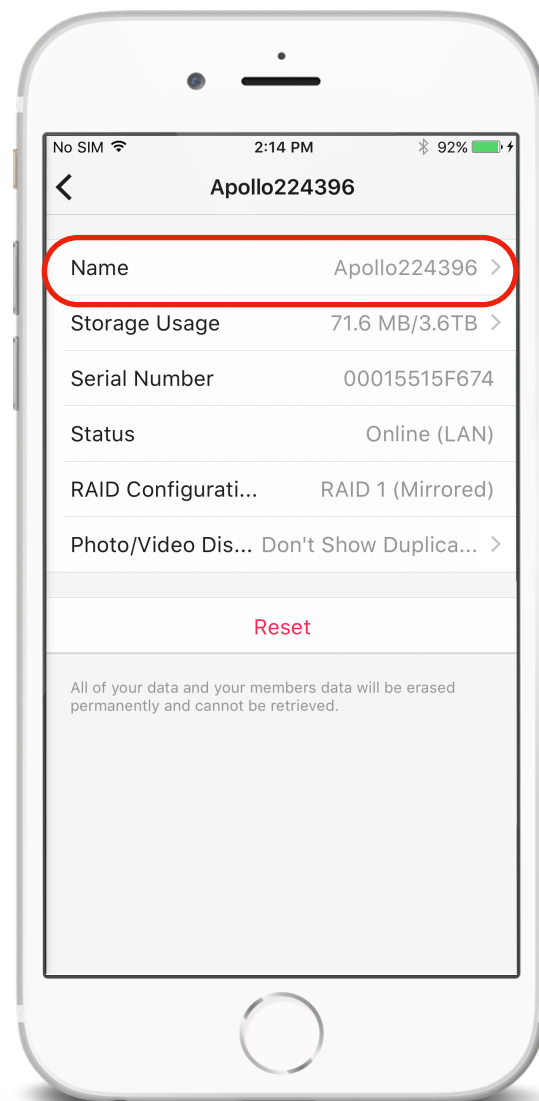 No SIM 2:14 PM 92%
Apollo224396
Name Apollo224396
Storage Usage 71.6 MB/3.6TB
Serial Number 00015515F674
Status Online (LAN)
RAID Configurati... RAID 1 (Mirrored)
Photo/Video Dis... Don't Show Duplica...
Reset
All of your data and your members data will be erased
permanently and cannot be retrieved.